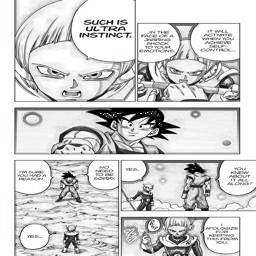 IT WILL
ACTIVATE
WHEN YOU
ACHIEVE
SELF
CONTROL...
...IN THE
FACE OF A
JARRING
SHOCK TO
YOUR
EMOTIONS.
SUCH IS
ULTRA
INSTINCT.
YOU
KNEW
ABOUT IT
ALL
ALONG?
YES...
NO
NEED
TO BE
SORRY.
I'M SURE
YOU HAD A
REASON.
I
APOLOGIZE
FOR
KEEPING
THIS FROM
YOU.
YES...